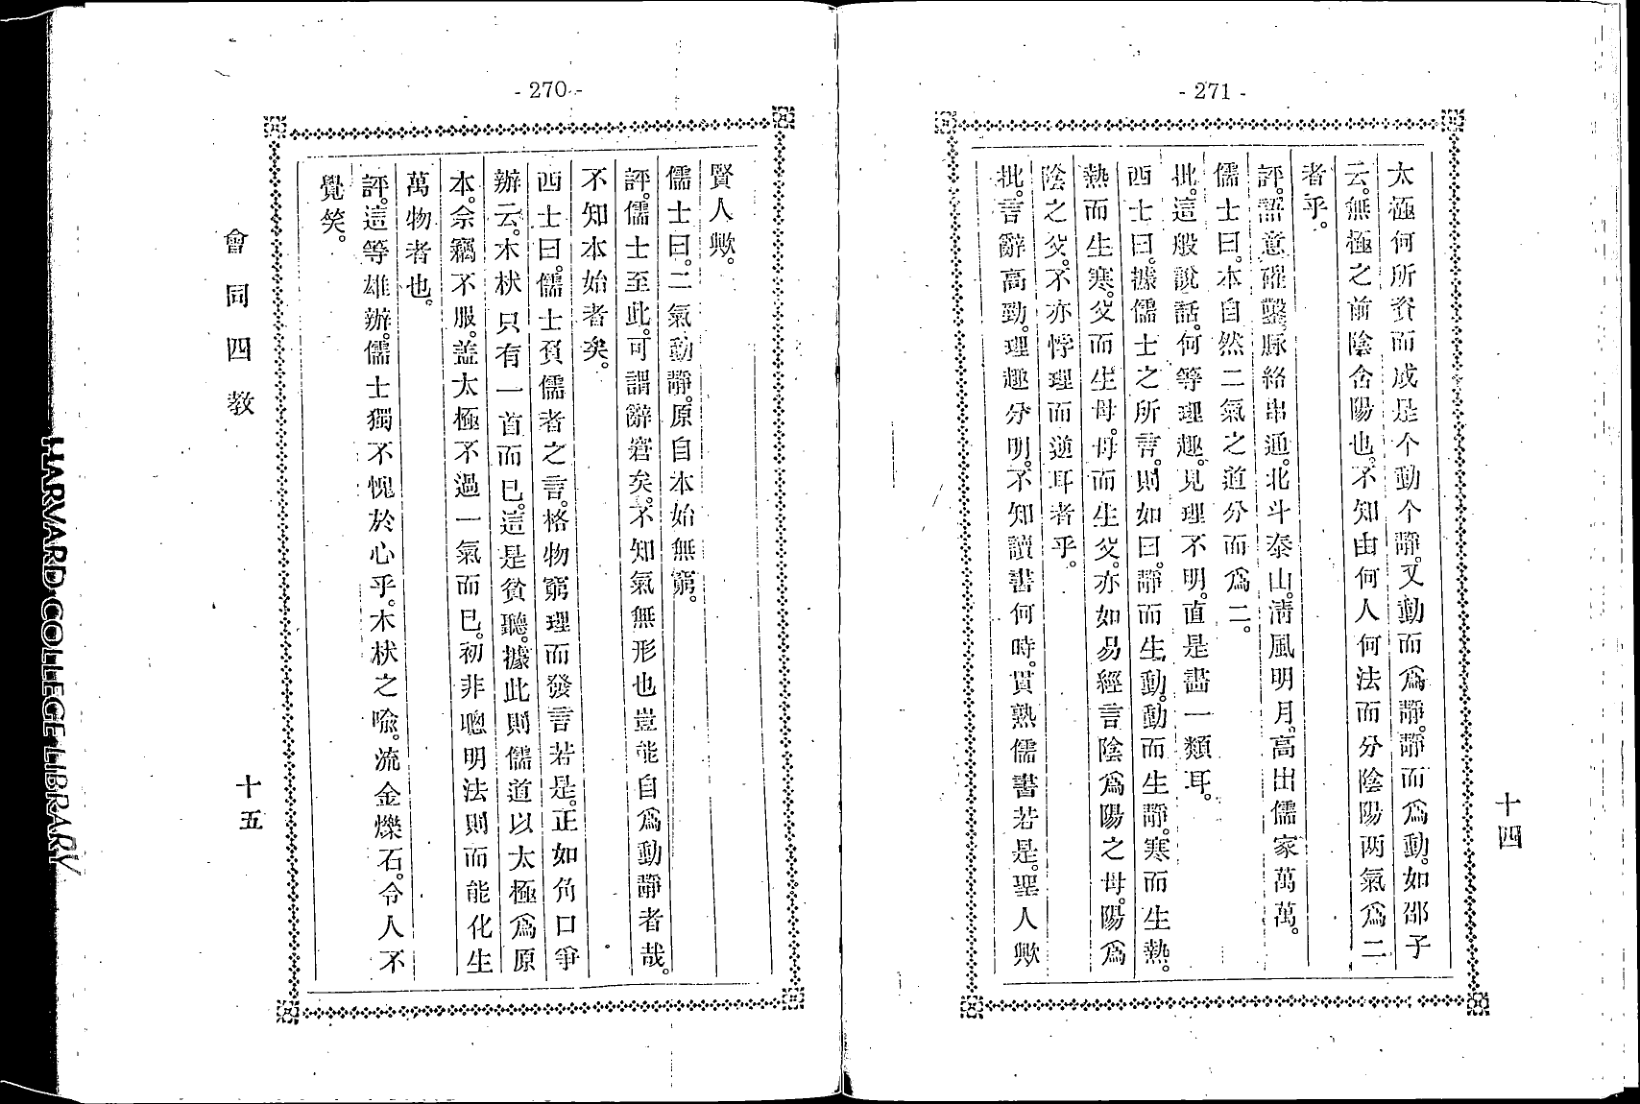 - 271 -
太極何所資而成是个動个靜。又動而爲靜。靜而爲動。如邵子
云。無極之前陰含陽也。不知由何人何法而分陰陽两氣爲二
者乎。
評。語意確鑿。脉絡串通。北斗泰山。清風明月。高出儒家萬萬。
儒士曰。本自然二氣之道分而爲二。
批。這般說話。何等理趣。見理不明。直是畵一類耳。
西士曰。據儒士之所言。則如曰。靜而生動。動而生靜。寒而生熱。
熱而生寒。父而生母。母而生父。亦如易經言陰爲陽之母。陽爲
陰之父。不亦悖理而逆耳者乎。
批。言辭高勁。理趣分明。不知讀書何時。貫熟儒書若是。聖人歟
十四
- 270 -
賢人歟。
儒士曰。二氣動靜。原自本始無窮。
評。儒士至此。可謂辭窘矣。不知氣無形也豈能自爲動靜者哉。
不知本始者矣。
西士曰。儒士負儒者之言。格物窮理而發言若是。正如角口爭
辦云。木栿只有一首而已。這是貧聽。據此則儒道以太極爲原
本。余竊不服。盖太極不過一氣而已。初非聰明法則而能化生
萬物者也。
評。這等雄辦。儒士獨不愧於心乎。木栿之喩。流金爍石。令人不
覺笑。
會同四教
十五
HARVARD COLLEGE LIBRARY